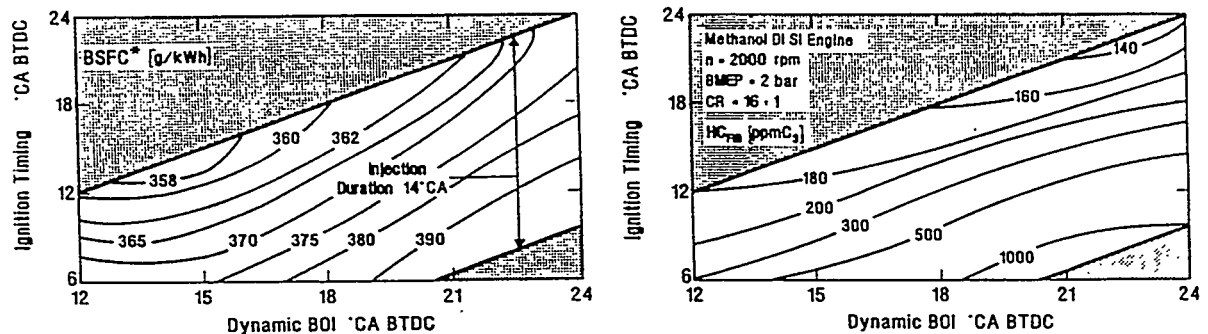 24
18
12
6
Ignition Timing °CA BTDC
BSFC* [g/kWh]
360
362
358
365
370
375
380
390
Injection
Duration 14°CA
12
15
18
21
24
Dynamic BOI °CA BTDC
24
18
12
6
Ignition Timing °CA BTDC
Methanol DI SI Engine
n = 2000 rpm
BMEP = 2 bar
CR = 16 : 1
HC_FID [ppmC₃]
140
160
180
200
300
500
1000
12
15
18
21
24
Dynamic BOI °CA BTDC